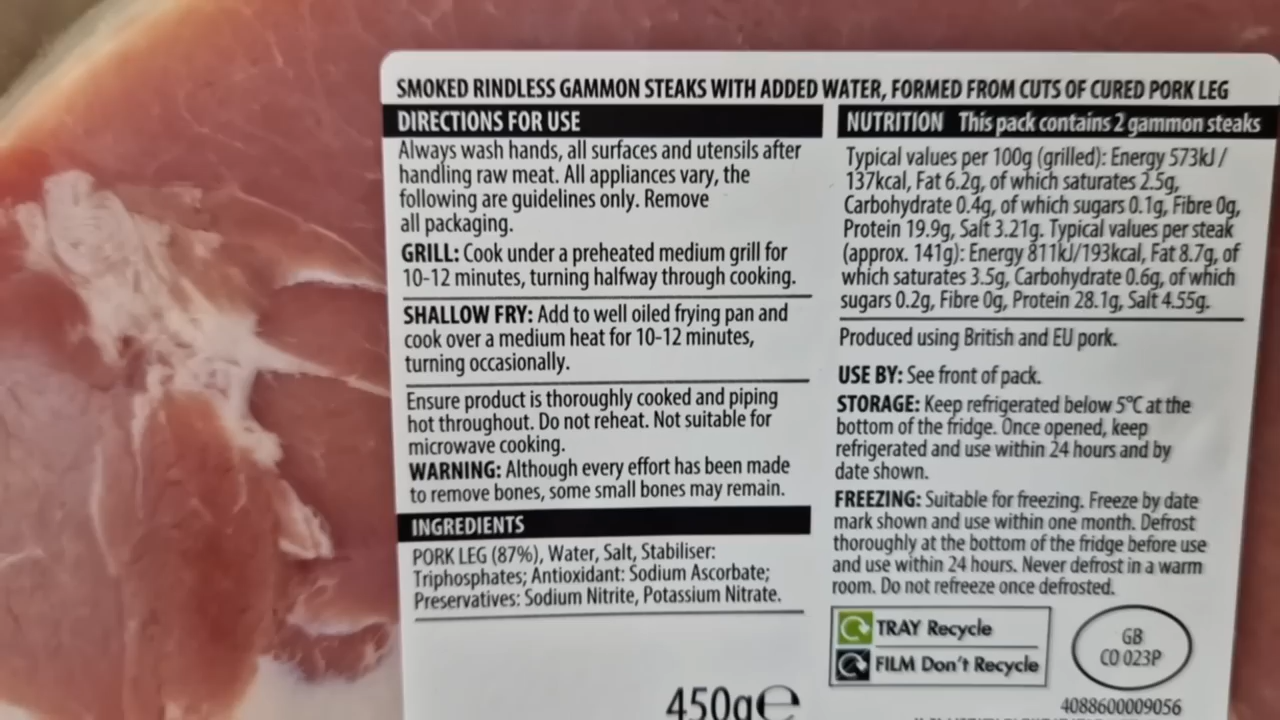 SMOKED RINDLESS GAMMON STEAKS WITH ADDED WATER, FORMED FROM CUTS OF CURED PORK LEG
DIRECTIONS FOR USE
Always wash hands, all surfaces and utensils after
handling raw meat. All appliances vary, the
following are guidelines only. Remove
all packaging.
GRILL: Cook under a preheated medium grill for
10-12 minutes, turning halfway through cooking.
SHALLOW FRY: Add to well oiled frying pan and
cook over a medium heat for 10-12 minutes,
turning occasionally.
Ensure product is thoroughly cooked and piping
hot throughout. Do not reheat. Not suitable for
microwave cooking.
WARNING: Although every effort has been made
to remove bones, some small bones may remain.
INGREDIENTS
PORK LEG (87%), Water, Salt, Stabiliser:
Triphosphates; Antioxidant: Sodium Ascorbate;
Preservatives: Sodium Nitrite, Potassium Nitrate.
450g℮
NUTRITION This pack contains 2 gammon steaks
Typical values per 100g (grilled): Energy 573kJ /
137kcal, Fat 6.2g, of which saturates 2.5g,
Carbohydrate 0.4g, of which sugars 0.1g, Fibre 0g,
Protein 19.9g, Salt 3.21g. Typical values per steak
(approx. 141g): Energy 811kJ/193kcal, Fat 8.7g, of
which saturates 3.5g, Carbohydrate 0.6g, of which
sugars 0.2g, Fibre 0g, Protein 28.1g, Salt 4.55g.
Produced using British and EU pork.
USE BY: See front of pack.
STORAGE: Keep refrigerated below 5°C at the
bottom of the fridge. Once opened, keep
refrigerated and use within 24 hours and by
date shown.
FREEZING: Suitable for freezing. Freeze by date
mark shown and use within one month. Defrost
thoroughly at the bottom of the fridge before use
and use within 24 hours. Never defrost in a warm
room. Do not refreeze once defrosted.
TRAY Recycle
FILM Don't Recycle
GB
CO 023P
4088600009056